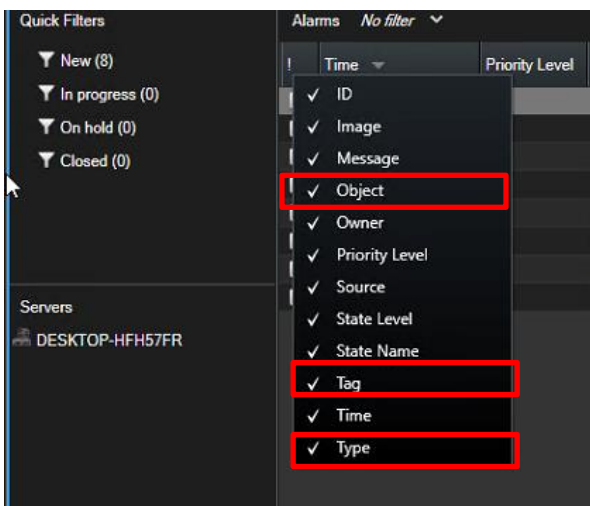 Quick Filters
New (8)
In progress (0)
On hold (0)
Closed (0)
Servers
DESKTOP-HFH57FR
Alarms No filter
! Time Priority Level
ID
Image
Message
Object
Owner
Priority Level
Source
State Level
State Name
Tag
Time
Type